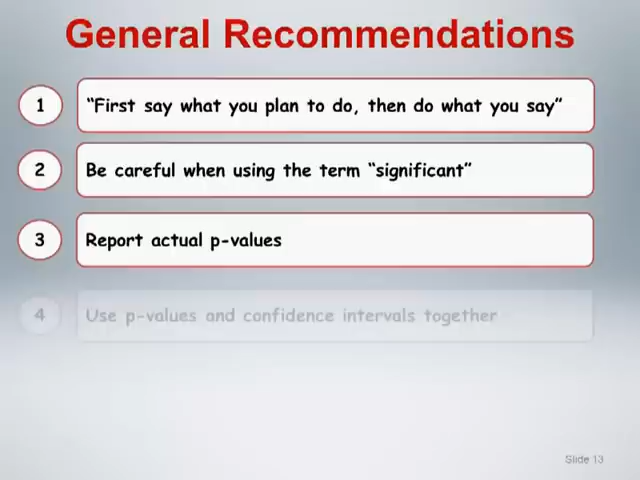 General Recommendations
1
“First say what you plan to do, then do what you say”
2
Be careful when using the term “significant”
3
Report actual p-values
4
Use p-values and confidence intervals together
Slide 13